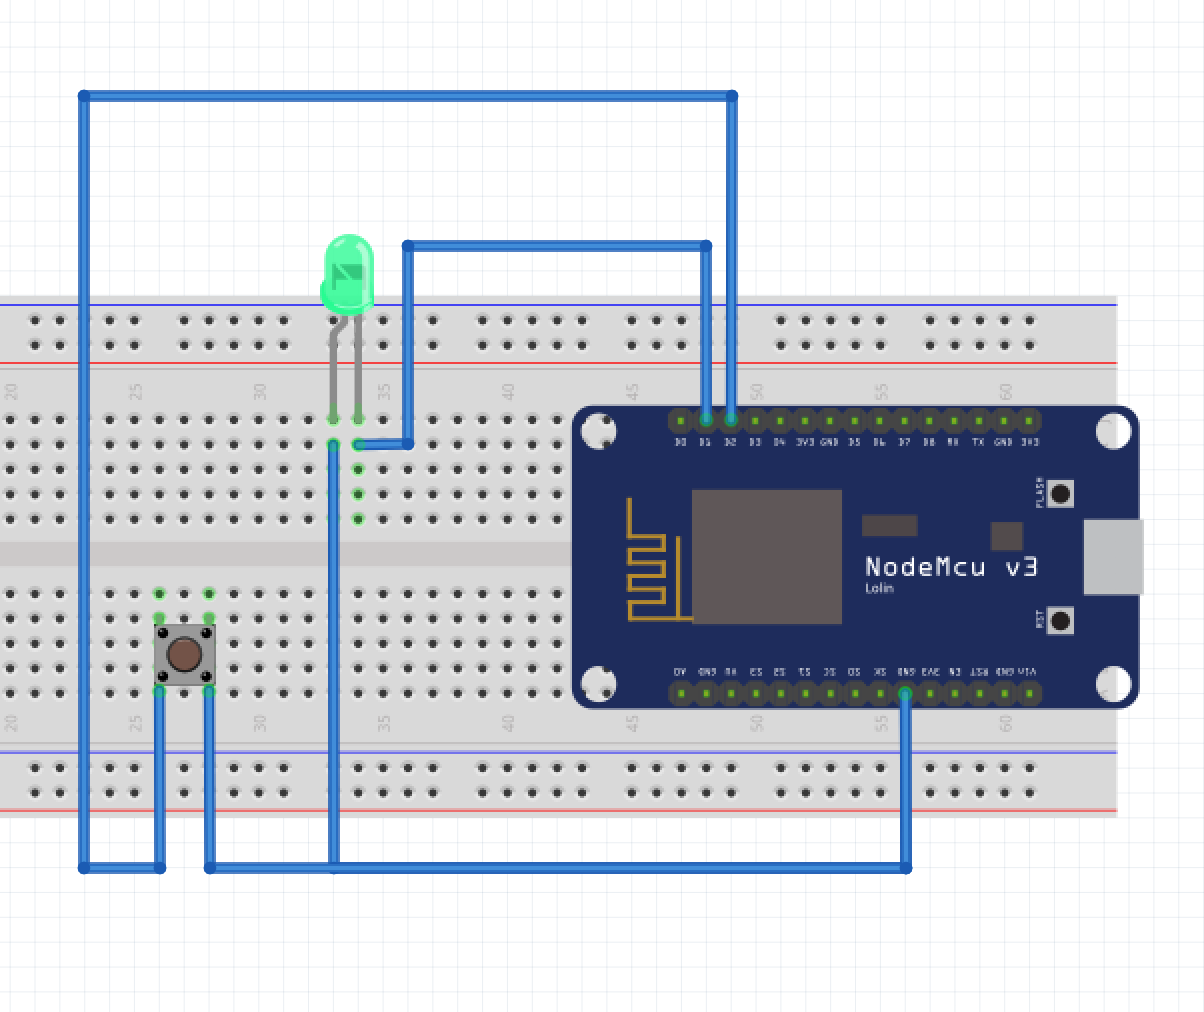 20 25 30 35 40 45 50 55 60
D0 D1 D2 D3 D4 3V3 GND D5 D6 D7 D8 RX TX GND 3V3
FLASH
NodeMcu v3
Lolin
RST
A0 GND VU S3 S2 S1 SC S0 SK GND 3V3 EN RST GND Vin
20 25 30 35 40 45 50 55 60